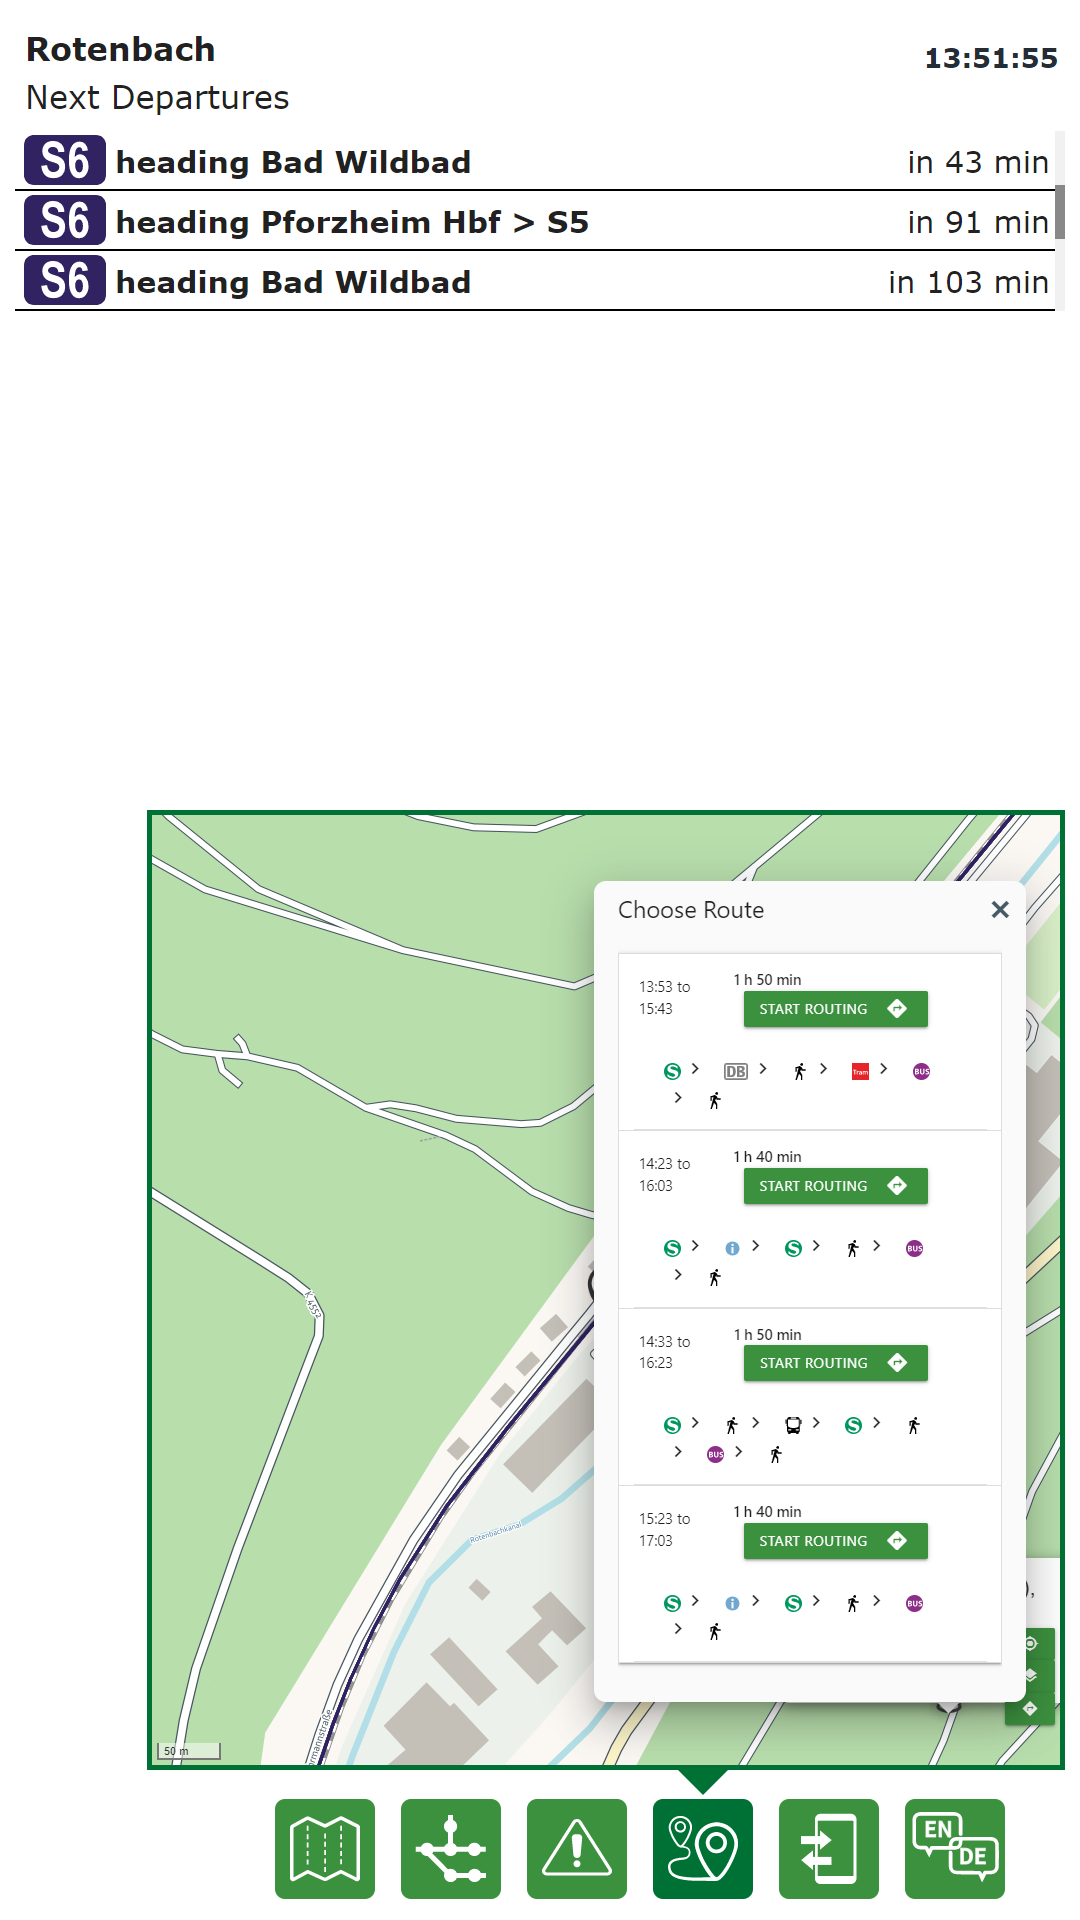 Rotenbach
13:51:55
Next Departures
S6 heading Bad Wildbad in 43 min
S6 heading Pforzheim Hbf > S5 in 91 min
S6 heading Bad Wildbad in 103 min
Choose Route
13:53 to
15:43
1 h 50 min
START ROUTING
S DB Tram BUS
14:23 to
16:03
1 h 40 min
START ROUTING
S i S BUS
14:33 to
16:23
1 h 50 min
START ROUTING
S S
BUS
15:23 to
17:03
1 h 40 min
START ROUTING
S i S BUS
K 4552
Rotenbachkanal
),
50 m
EN
DE